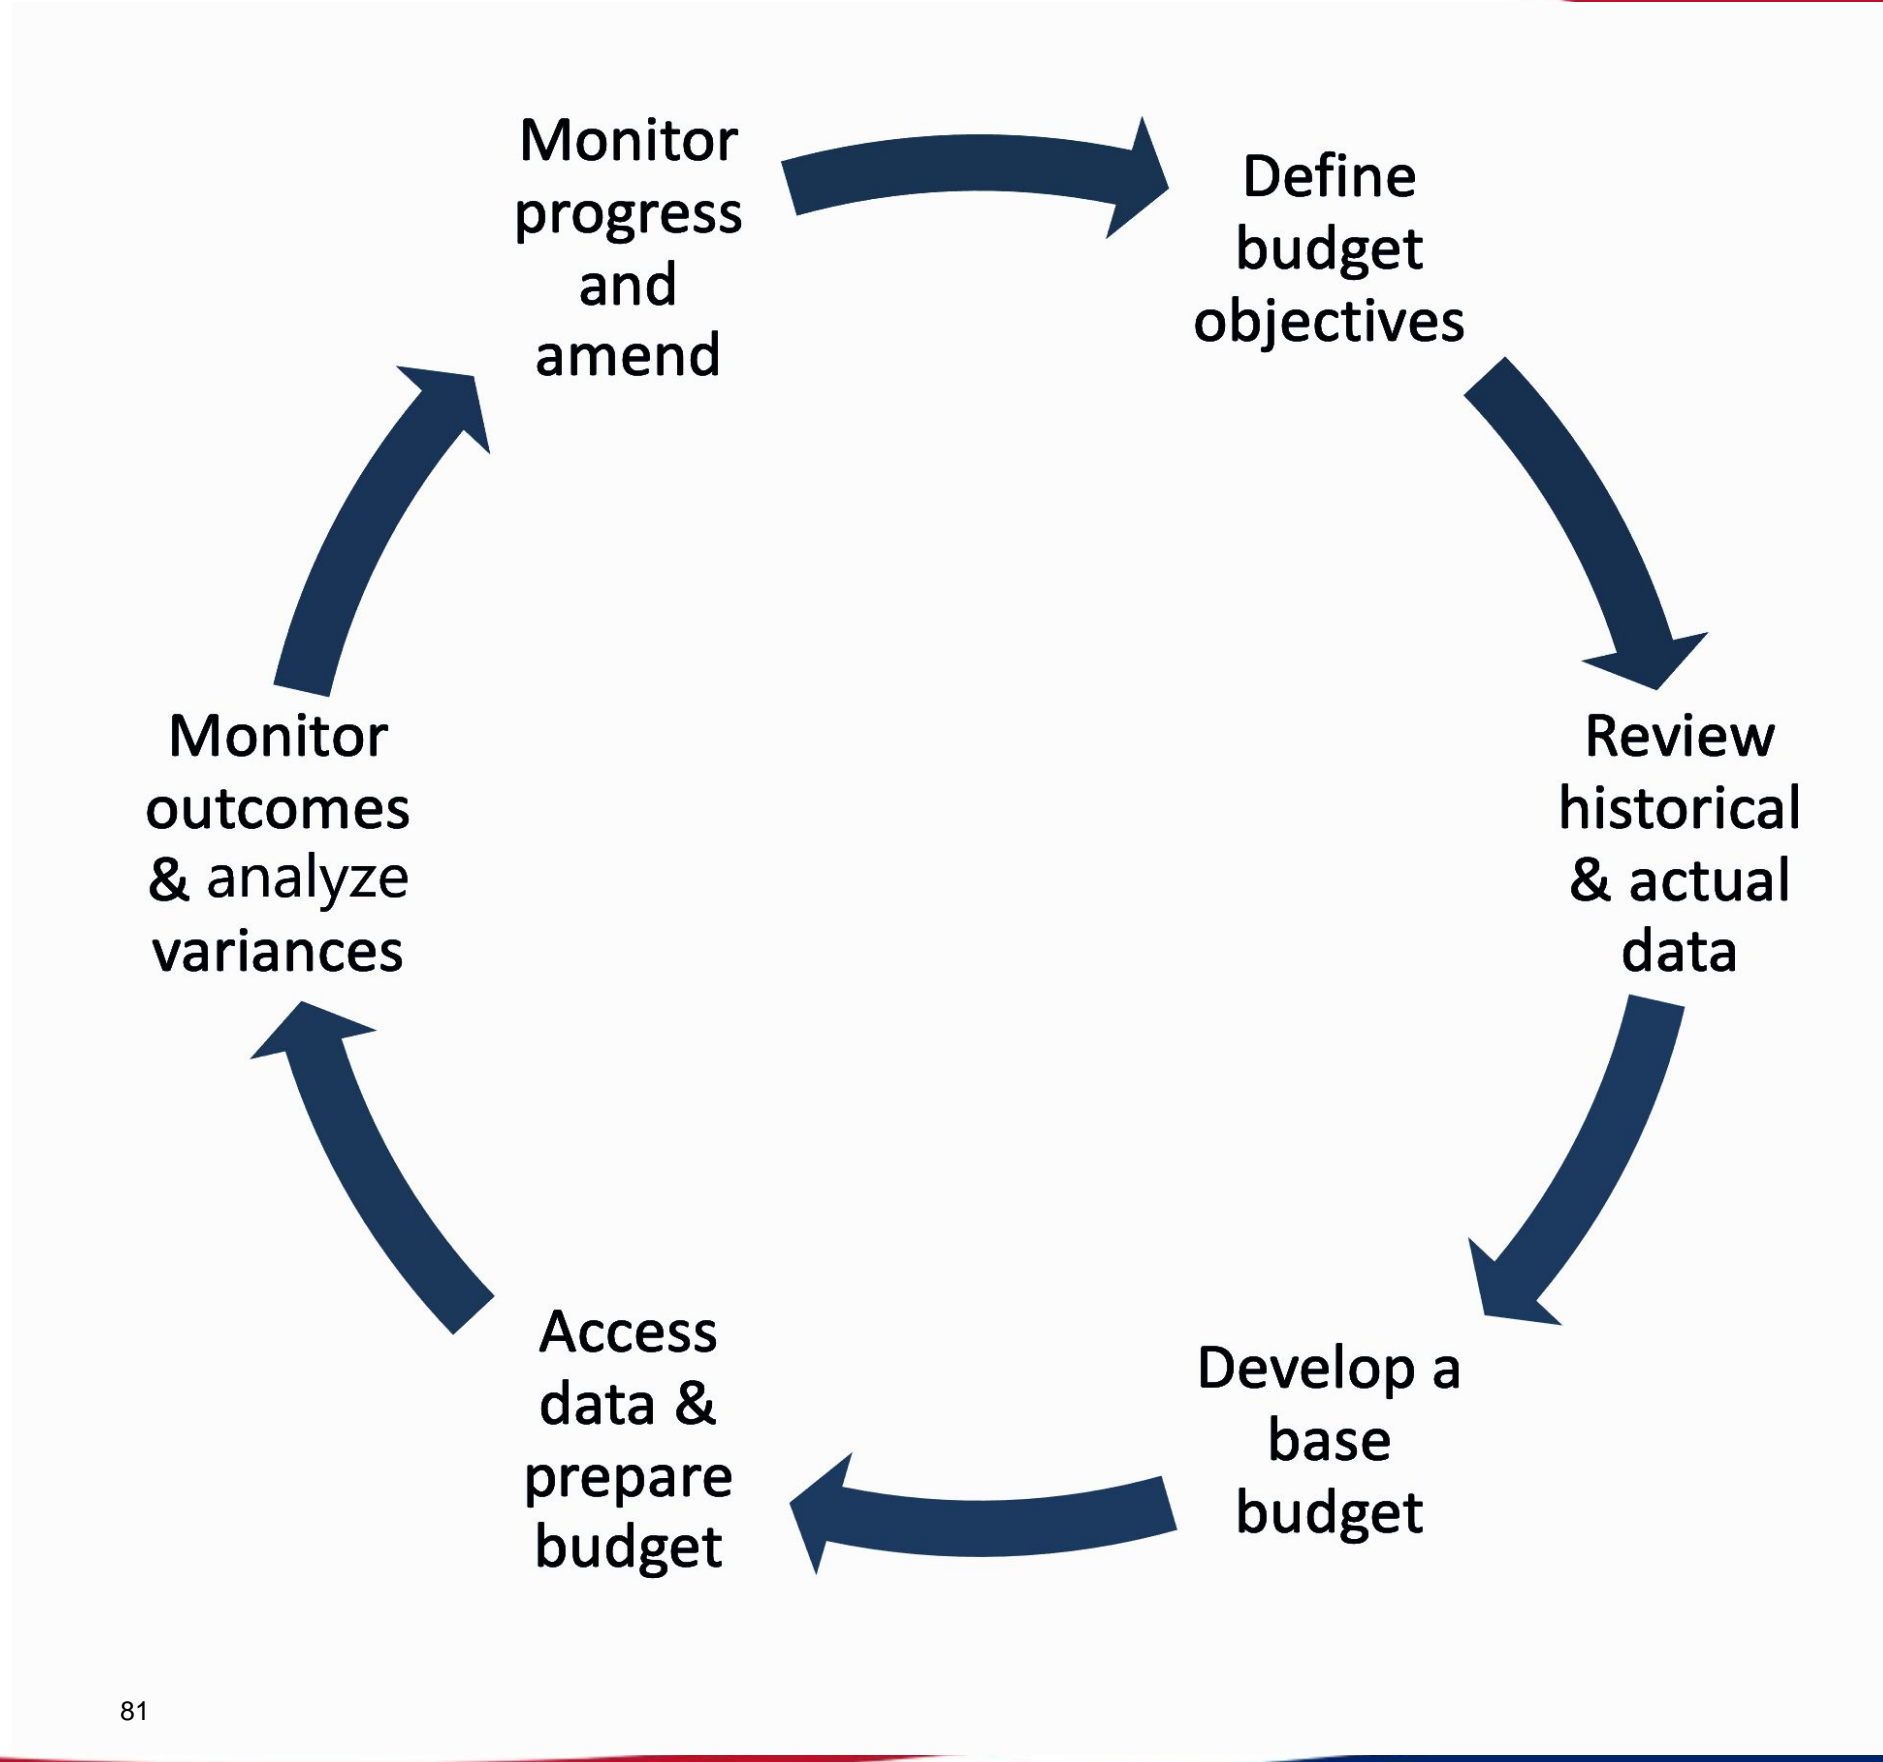 Monitor
progress
and
amend
Define
budget
objectives
Review
historical
& actual
data
Develop a
base
budget
Access
data &
prepare
budget
Monitor
outcomes
& analyze
variances
81